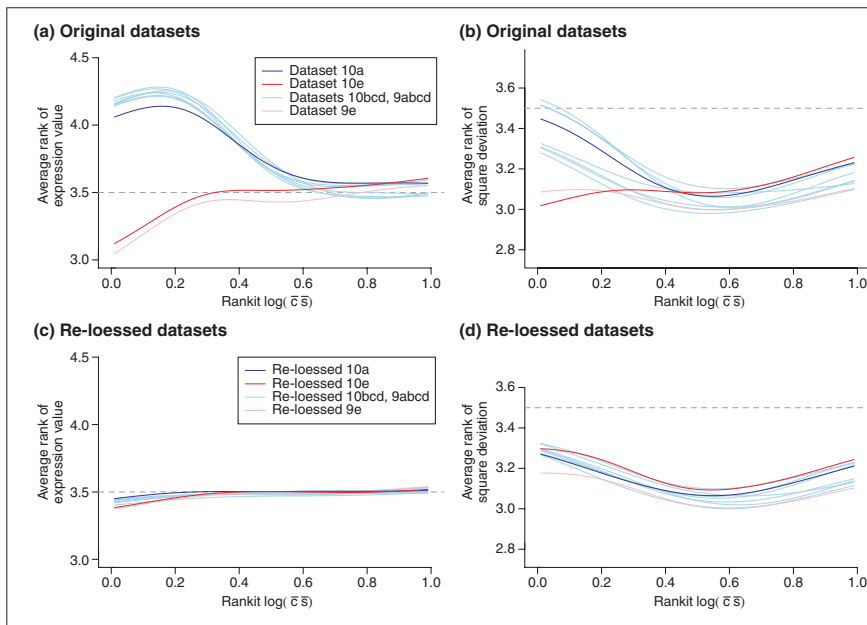 (a) Original datasets
4.5
4.0
3.5
3.0
Average rank of
expression value
Dataset 10a
Dataset 10e
Datasets 10bcd, 9abcd
Dataset 9e
0.0 0.2 0.4 0.6 0.8 1.0
Rankit log( c̅ s̅)
(b) Original datasets
3.6
3.4
3.2
3.0
2.8
Average rank of
square deviation
0.0 0.2 0.4 0.6 0.8 1.0
Rankit log( c̅ s̅)
(c) Re-loessed datasets
4.5
4.0
3.5
3.0
Average rank of
expression value
Re-loessed 10a
Re-loessed 10e
Re-loessed 10bcd, 9abcd
Re-loessed 9e
0.0 0.2 0.4 0.6 0.8 1.0
Rankit log( c̅ s̅)
(d) Re-loessed datasets
3.6
3.4
3.2
3.0
2.8
Average rank of
square deviation
0.0 0.2 0.4 0.6 0.8 1.0
Rankit log( c̅ s̅)